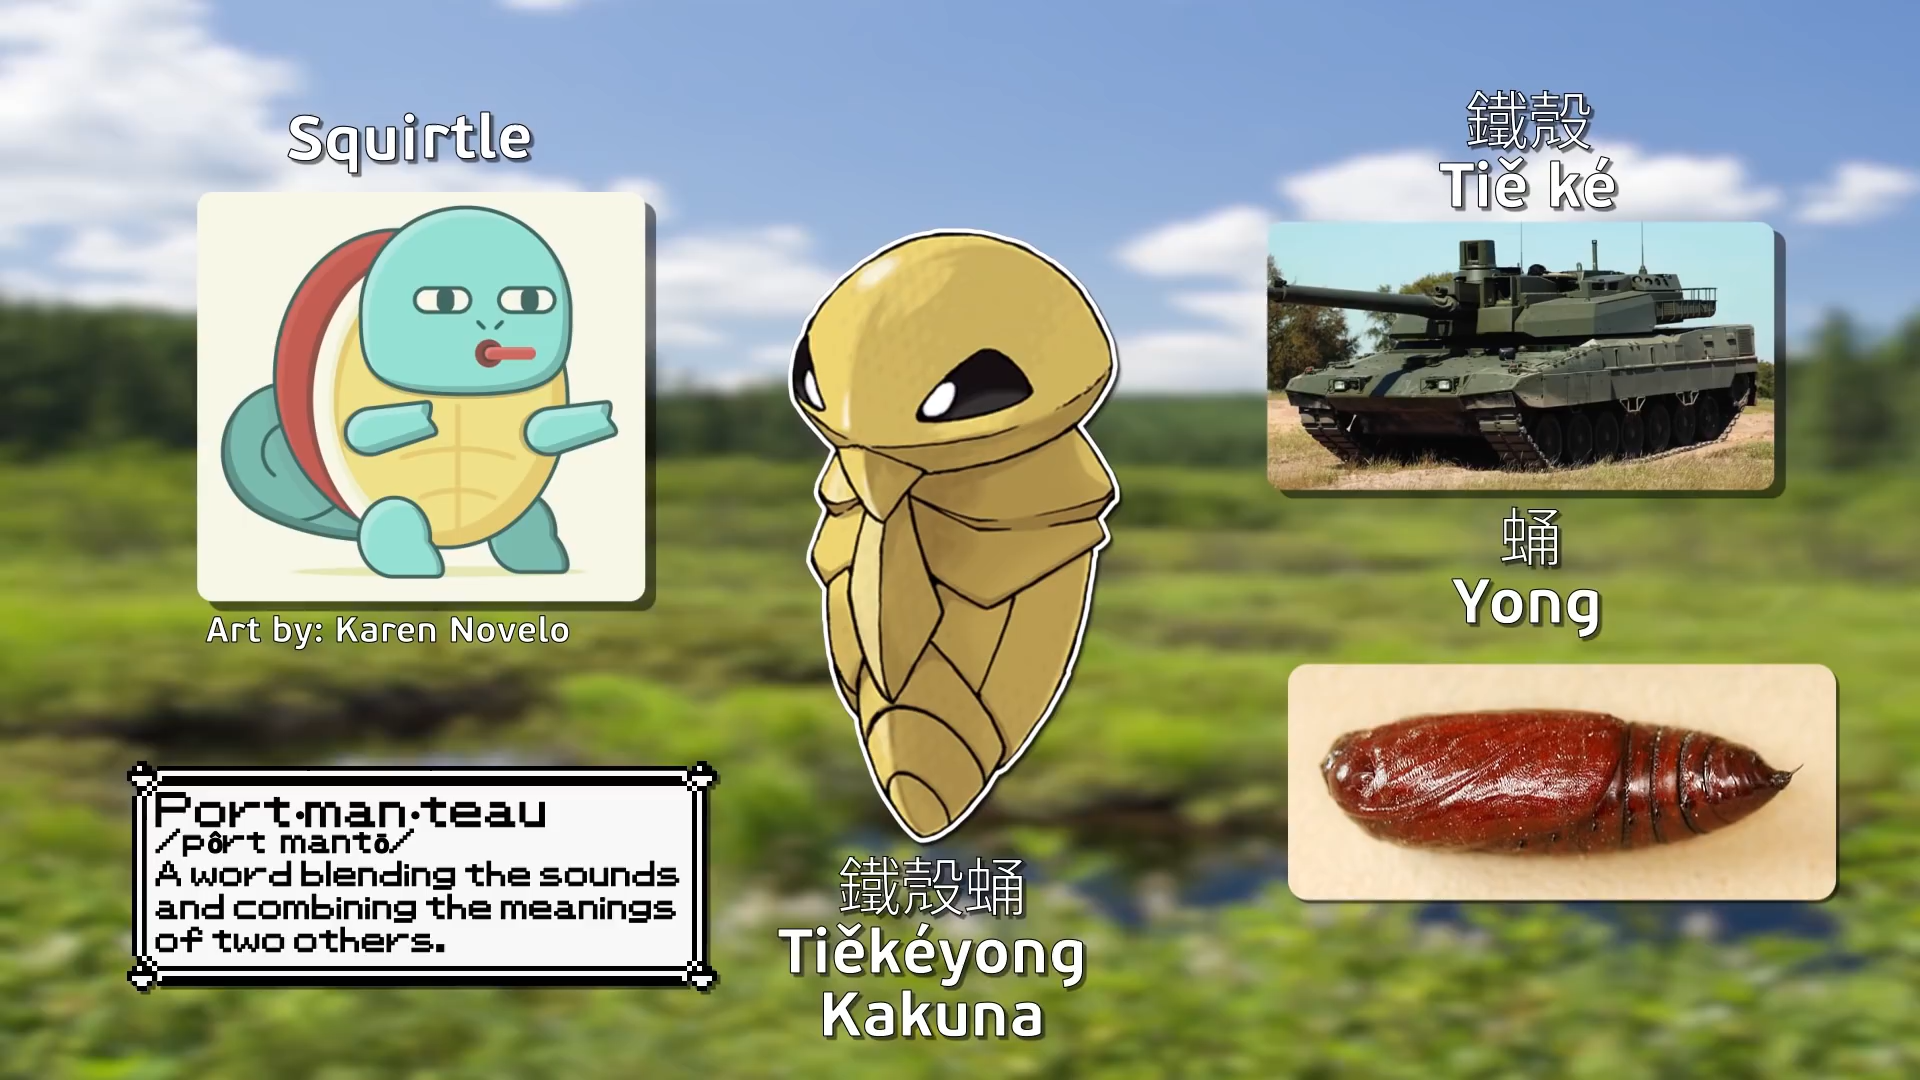 Squirtle
Art by: Karen Novelo
Port·man·teau
/pôrt mantō/
A word blending the sounds
and combining the meanings
of two others.
鐵殼蛹
Tiěkéyong
Kakuna
鐵殼
Tiě ké
蛹
Yong